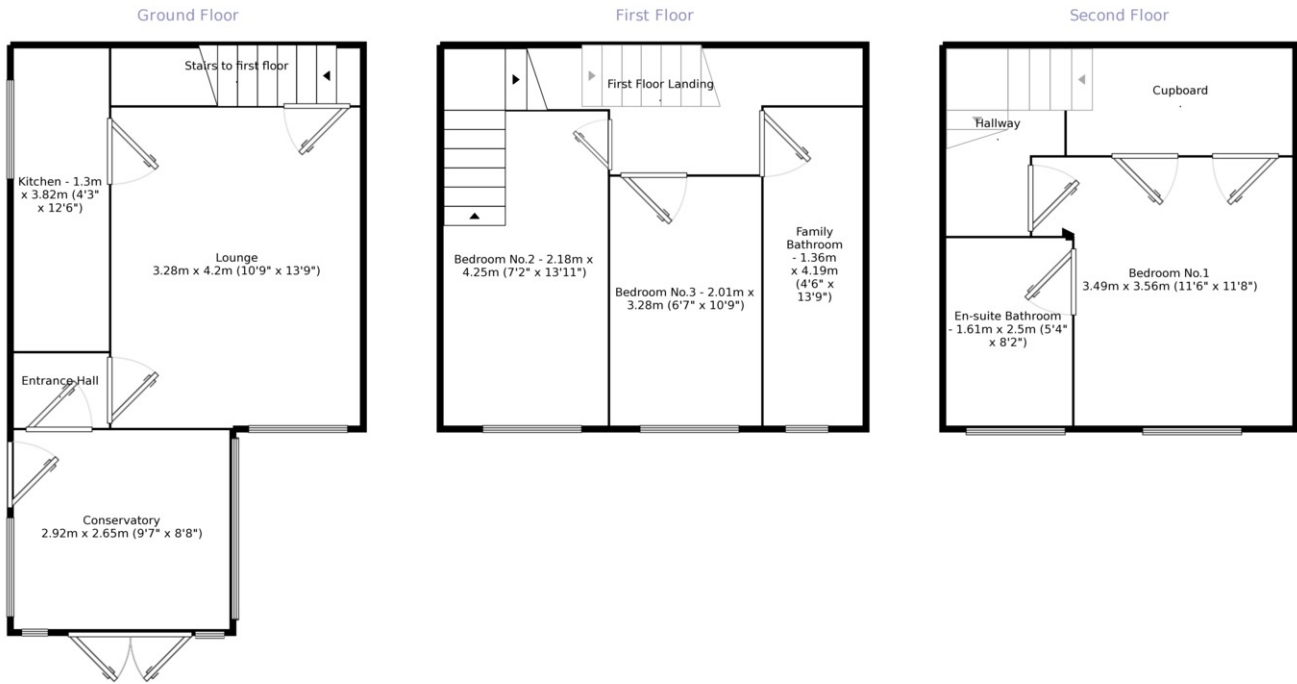 Ground Floor
Stairs to first floor
Kitchen - 1.3m
x 3.82m (4'3"
x 12'6")
Lounge
3.28m x 4.2m (10'9" x 13'9")
Entrance Hall
Conservatory
2.92m x 2.65m (9'7" x 8'8")
First Floor
First Floor Landing
Bedroom No.2 - 2.18m x
4.25m (7'2" x 13'11")
Bedroom No.3 - 2.01m x
3.28m (6'7" x 10'9")
Family
Bathroom
- 1.36m
x 4.19m
(4'6" x
13'9")
Second Floor
Cupboard
Hallway
Bedroom No.1
3.49m x 3.56m (11'6" x 11'8")
En-suite Bathroom
- 1.61m x 2.5m (5'4"
x 8'2")